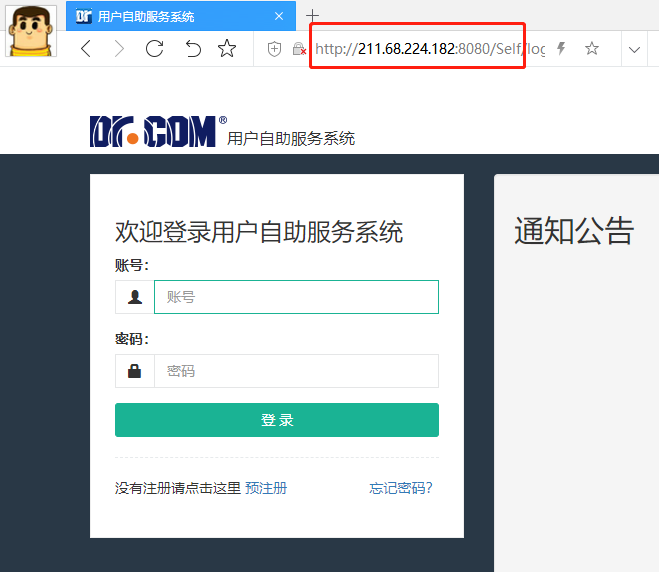 用户自助服务系统
http://211.68.224.182:8080/Self/log
Dr.COM® 用户自助服务系统
欢迎登录用户自助服务系统
账号:
账号
密码:
密码
登 录
没有注册请点击这里 预注册 忘记密码?
通知公告